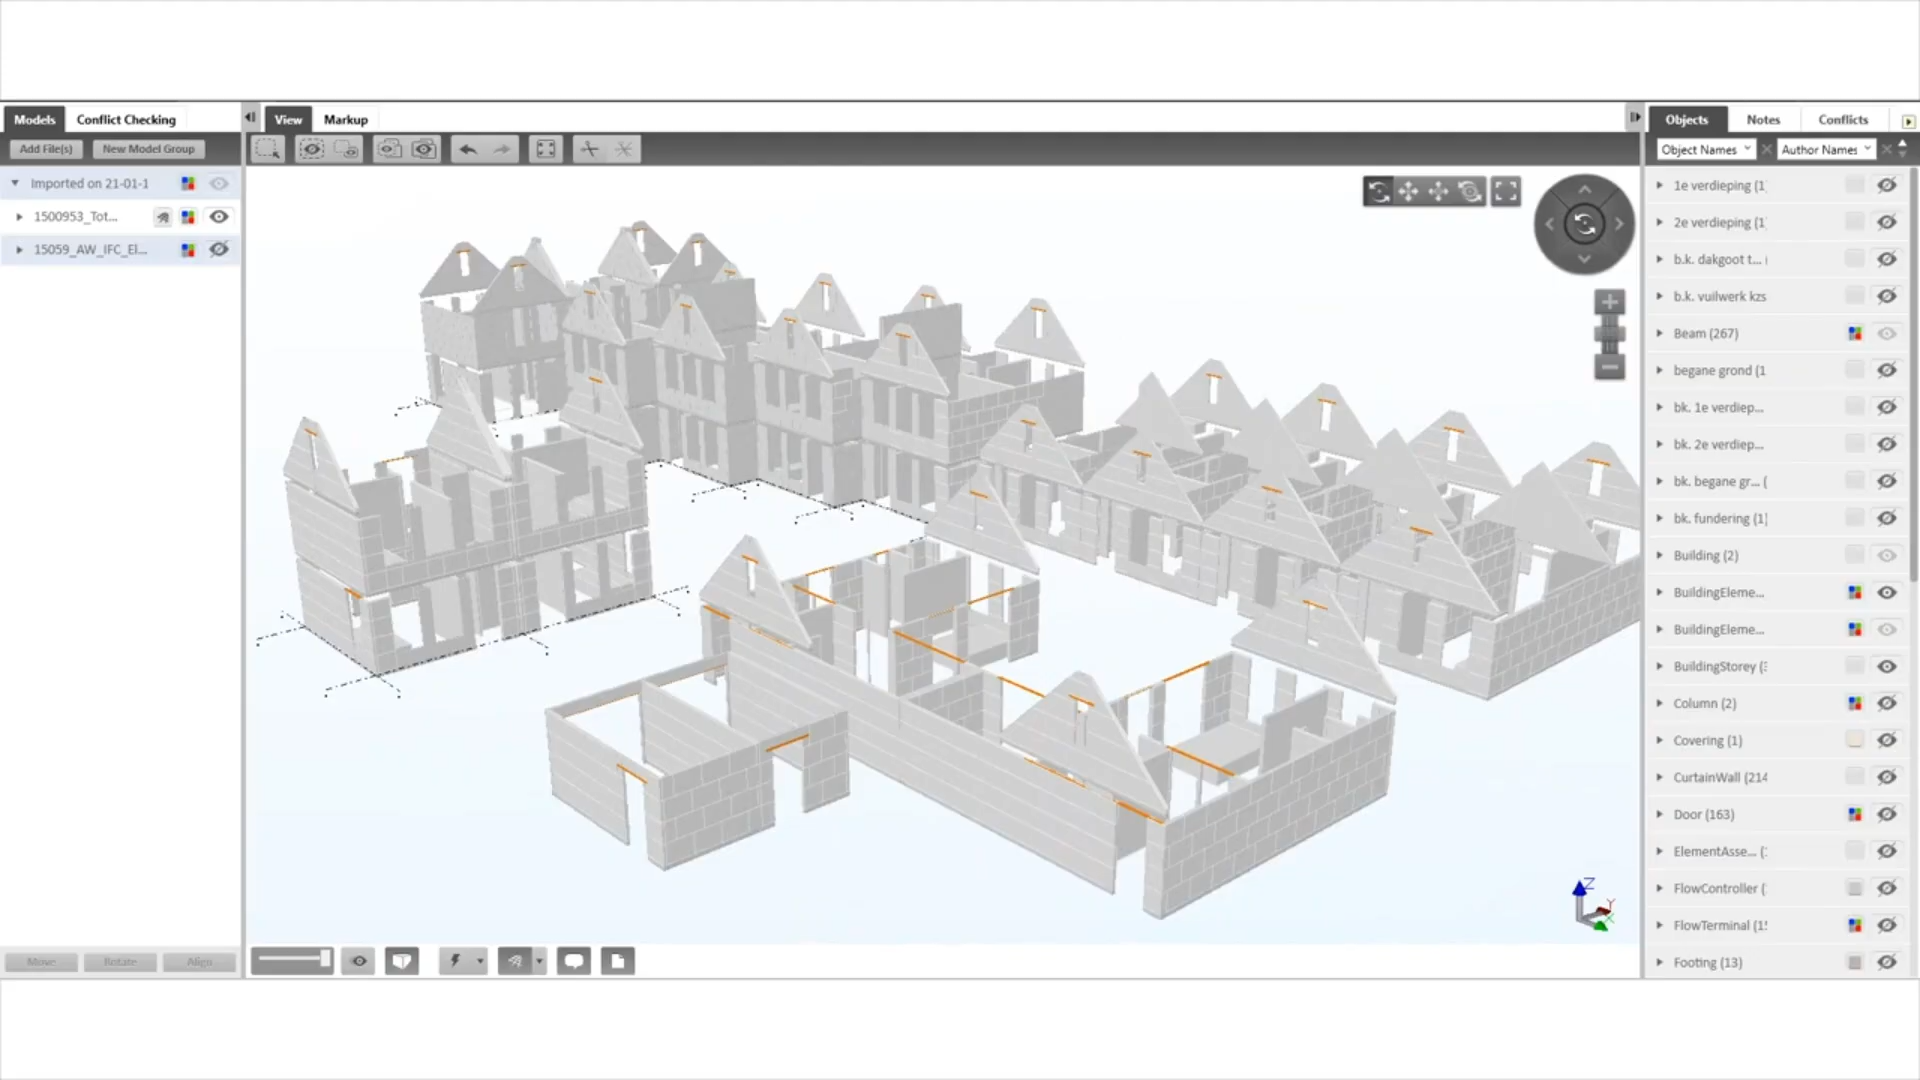 Models Conflict Checking
View Markup
Objects Notes Conflicts
Add File(s) New Model Group
Object Names Author Names
Imported on 21-01-1
1500953_Tot...
15059_AW_IFC_El...
1e verdieping (1
2e verdieping (1
b.k. dakgoot t... (
b.k. vuilwerk kzs
Beam (267)
begane grond (1
bk. 1e verdiep...
bk. 2e verdiep...
bk. begane gr... (
bk. fundering (1)
Building (2)
BuildingEleme...
BuildingEleme...
BuildingStorey (3
Column (2)
Covering (1)
CurtainWall (214
Door (163)
ElementAsse... (
FlowController (
FlowTerminal (15
Footing (13)
Z
Y
X
Move Rotate Align